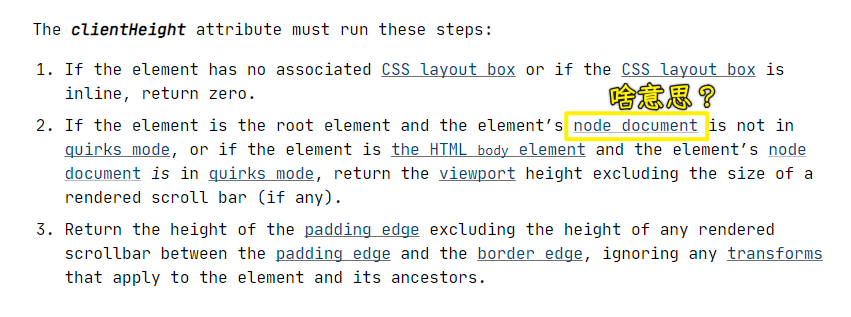 The clientHeight attribute must run these steps:
1. If the element has no associated CSS layout box or if the CSS layout box is
inline, return zero.
啥意思？
2. If the element is the root element and the element’s node document is not in
quirks mode, or if the element is the HTML body element and the element’s node
document is in quirks mode, return the viewport height excluding the size of a
rendered scroll bar (if any).
3. Return the height of the padding edge excluding the height of any rendered
scrollbar between the padding edge and the border edge, ignoring any transforms
that apply to the element and its ancestors.